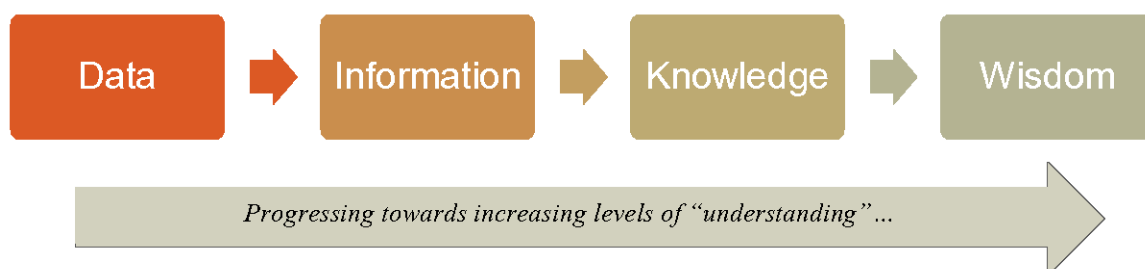 Data
Information
Knowledge
Wisdom
Progressing towards increasing levels of “understanding”…